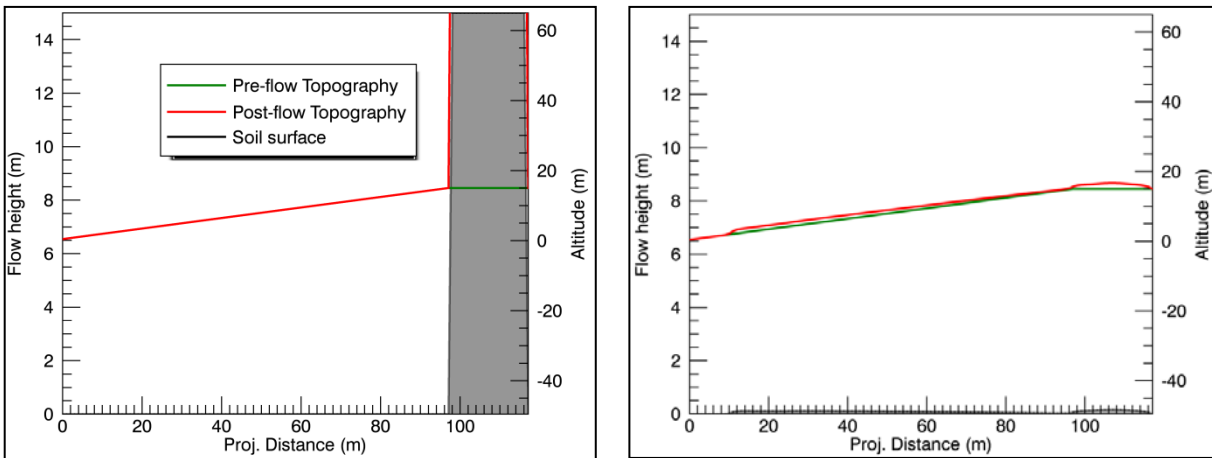 14
12
10
8
6
4
2
0
Flow height (m)
Pre-flow Topography
Post-flow Topography
Soil surface
60
40
20
0
-20
-40
Altitude (m)
0 20 40 60 80 100
Proj. Distance (m)
14
12
10
8
6
4
2
0
Flow height (m)
60
40
20
0
-20
-40
Altitude (m)
0 20 40 60 80 100
Proj. Distance (m)